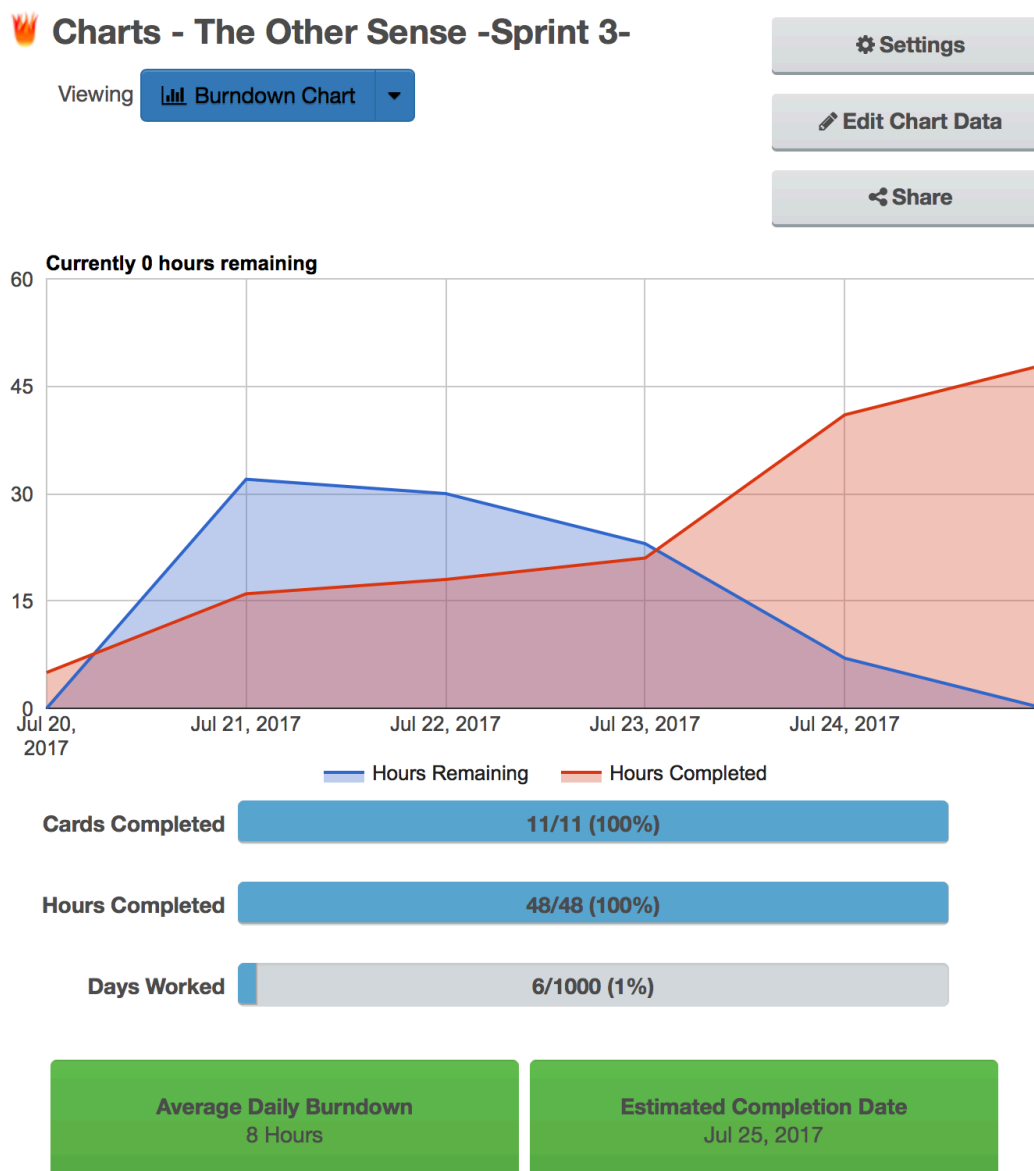 Charts - The Other Sense -Sprint 3-
Settings
Viewing Burndown Chart
Edit Chart Data
Share
Currently 0 hours remaining
60
45
30
15
0
Jul 20, 2017
Jul 21, 2017
Jul 22, 2017
Jul 23, 2017
Jul 24, 2017
Hours Remaining Hours Completed
Cards Completed 11/11 (100%)
Hours Completed 48/48 (100%)
Days Worked 6/1000 (1%)
Average Daily Burndown
8 Hours
Estimated Completion Date
Jul 25, 2017